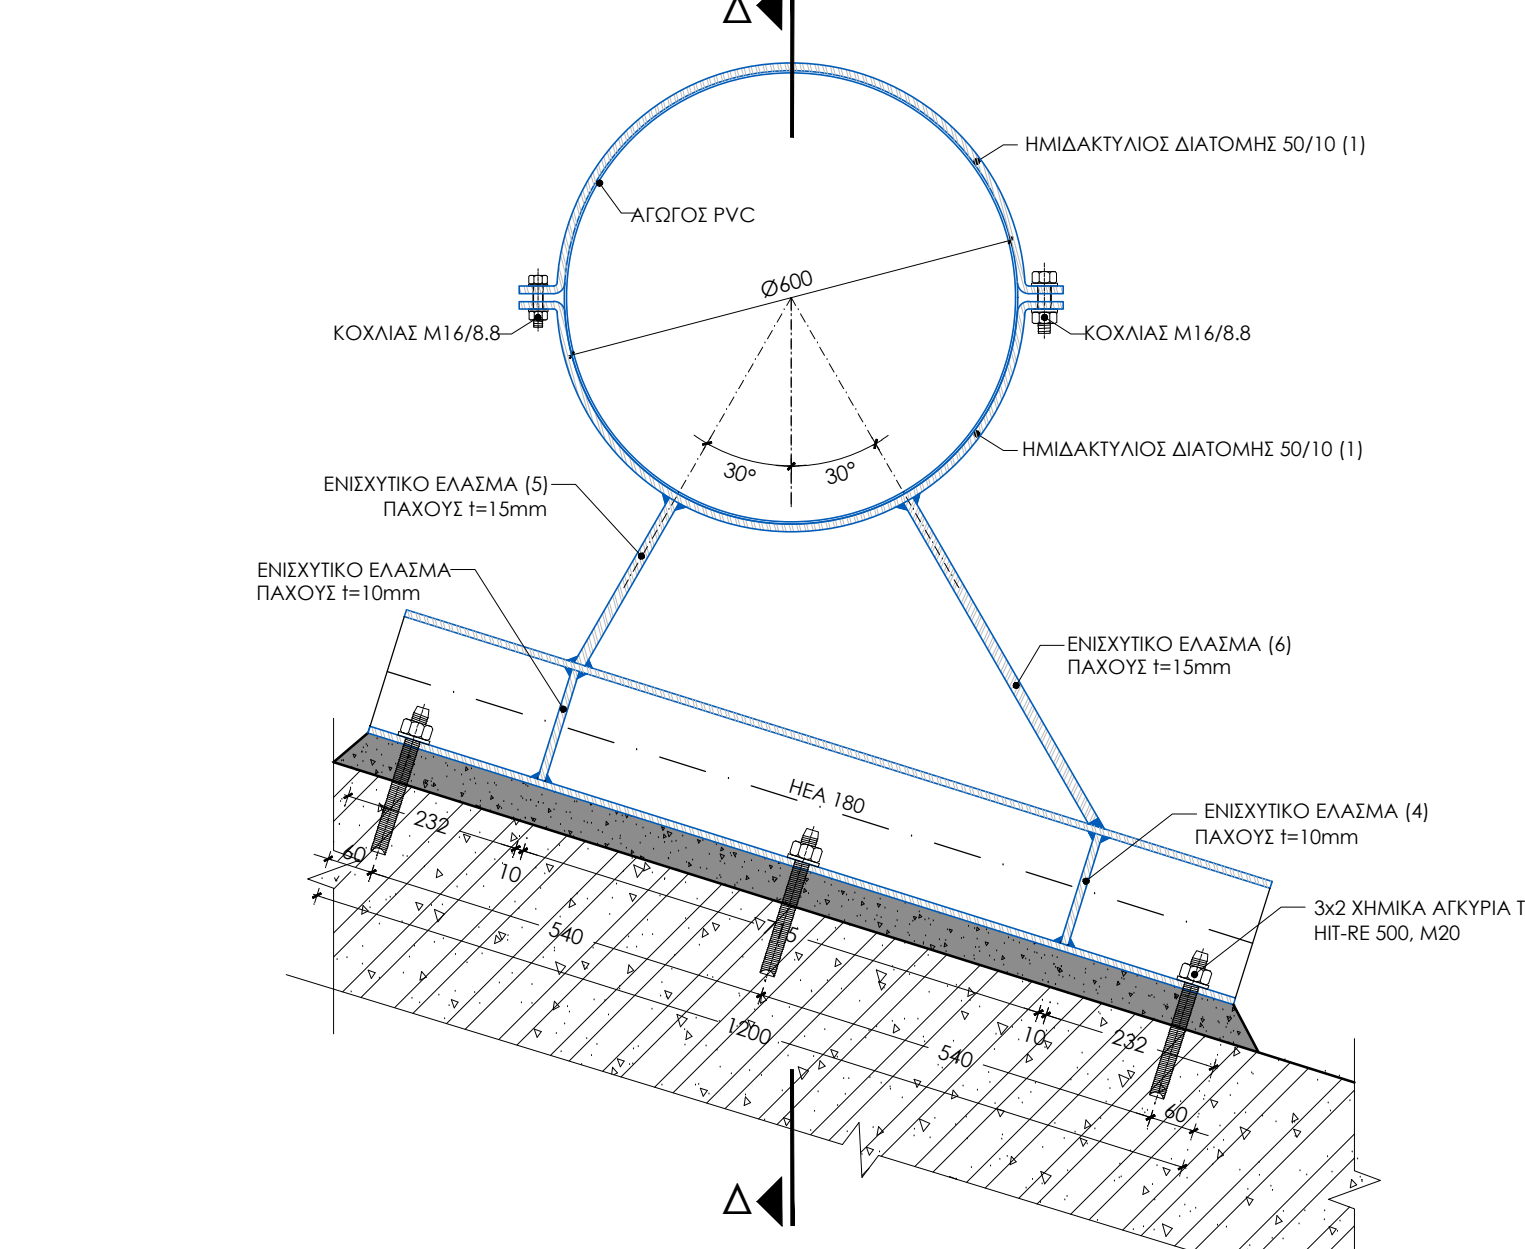 Δ
ΗΜΙΔΑΚΤΥΛΙΟΣ ΔΙΑΤΟΜΗΣ 50/10 (1)
ΑΓΩΓΟΣ PVC
Ø600
ΚΟΧΛΙΑΣ Μ16/8.8
ΚΟΧΛΙΑΣ Μ16/8.8
ΗΜΙΔΑΚΤΥΛΙΟΣ ΔΙΑΤΟΜΗΣ 50/10 (1)
30°
30°
ΕΝΙΣΧΥΤΙΚΟ ΕΛΑΣΜΑ (5)
ΠΑΧΟΥΣ t=15mm
ΕΝΙΣΧΥΤΙΚΟ ΕΛΑΣΜΑ
ΠΑΧΟΥΣ t=10mm
ΕΝΙΣΧΥΤΙΚΟ ΕΛΑΣΜΑ (6)
ΠΑΧΟΥΣ t=15mm
HEA 180
ΕΝΙΣΧΥΤΙΚΟ ΕΛΑΣΜΑ (4)
ΠΑΧΟΥΣ t=10mm
232
60
10
3x2 ΧΗΜΙΚΑ ΑΓΚΥΡΙΑ Τ
HIT-RE 500, M20
540
1200
10
232
540
60
Δ